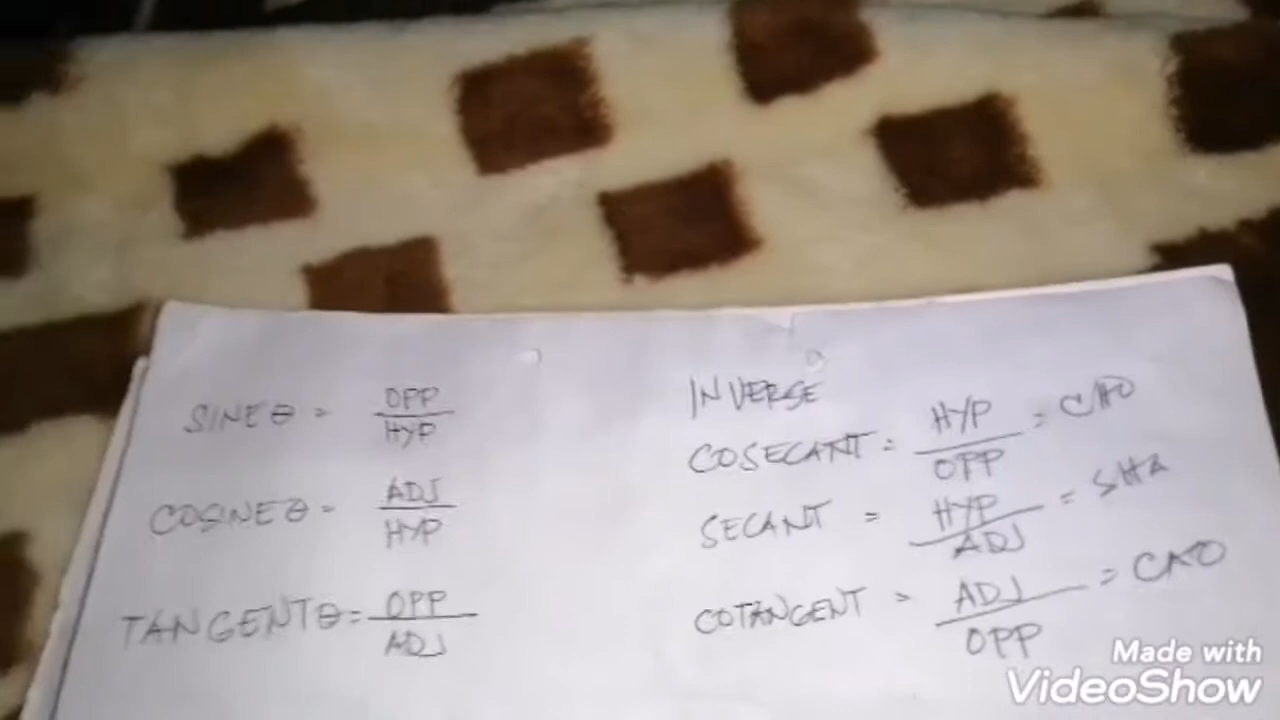 SINE θ = OPP/HYP
COSINE θ = ADJ/HYP
TANGENT θ = OPP/ADJ
INVERSE
COSECANT = HYP/OPP = CHO
SECANT = HYP/ADJ = SHA
COTANGENT = ADJ/OPP = CAO
Made with
VideoShow